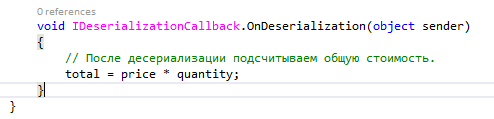 0 references
void IDeserializationCallback.OnDeserialization(object sender)
{
// После десериализации подсчитываем общую стоимость.
total = price * quantity;
}
}